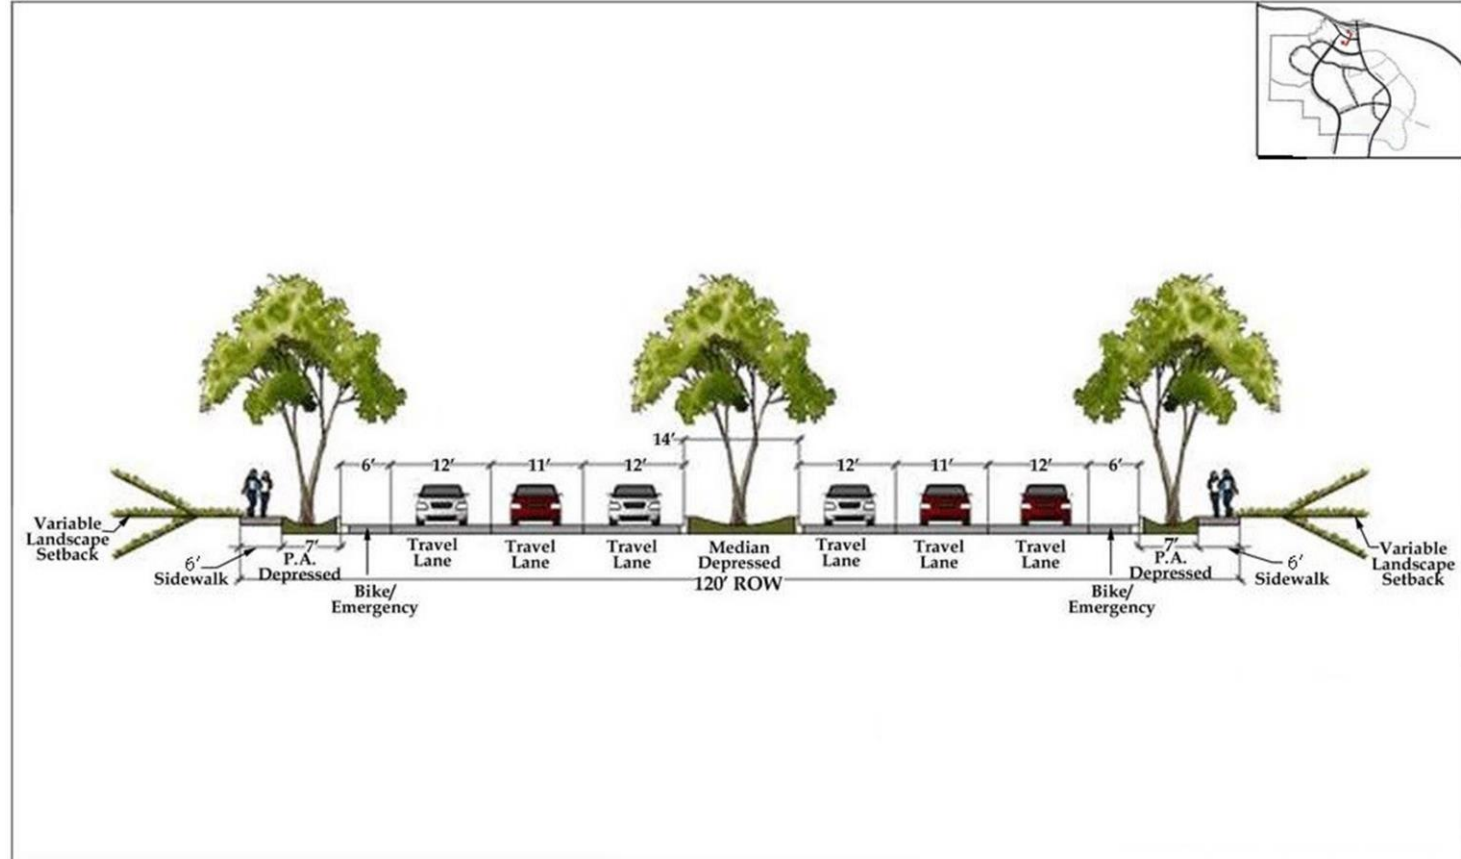 14′
6′ 12′ 11′ 12′ 12′ 11′ 12′ 6′
Variable
Landscape
Setback
6′
Sidewalk
7′
P.A.
Depressed
Bike/
Emergency
Travel
Lane
Travel
Lane
Travel
Lane
Median
Depressed
120′ ROW
Travel
Lane
Travel
Lane
Travel
Lane
Bike/
Emergency
7′
P.A.
Depressed
6′
Sidewalk
Variable
Landscape
Setback